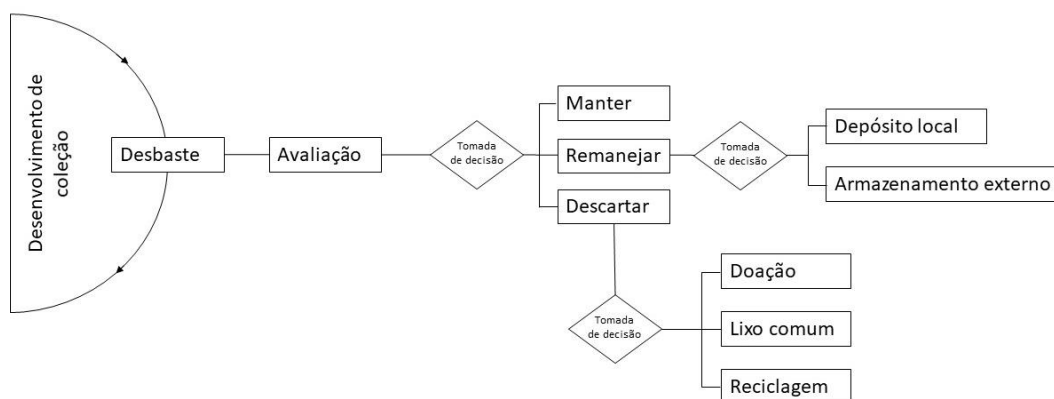 Desenvolvimento de
coleção
Desbaste
Avaliação
Tomada
de decisão
Manter
Remanejar
Descartar
Tomada
de decisão
Depósito local
Armazenamento externo
Tomada
de decisão
Doação
Lixo comum
Reciclagem